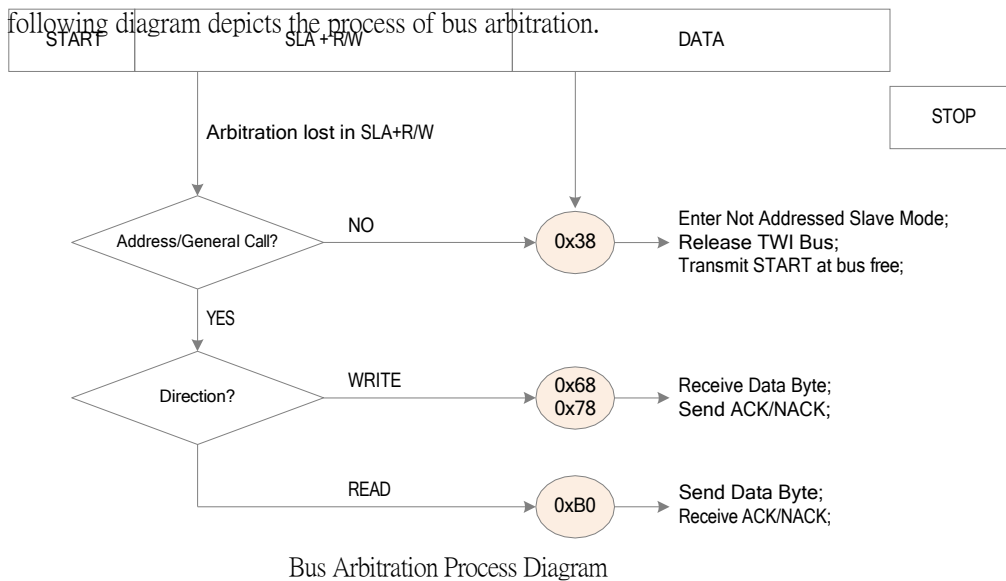 following diagram depicts the process of bus arbitration.
START SLA + R/W DATA
STOP
Arbitration lost in SLA+R/W
Address/General Call?
NO
0x38
Enter Not Addressed Slave Mode;
Release TWI Bus;
Transmit START at bus free;
YES
Direction?
WRITE
0x68
0x78
Receive Data Byte;
Send ACK/NACK;
READ
0xB0
Send Data Byte;
Receive ACK/NACK;
Bus Arbitration Process Diagram